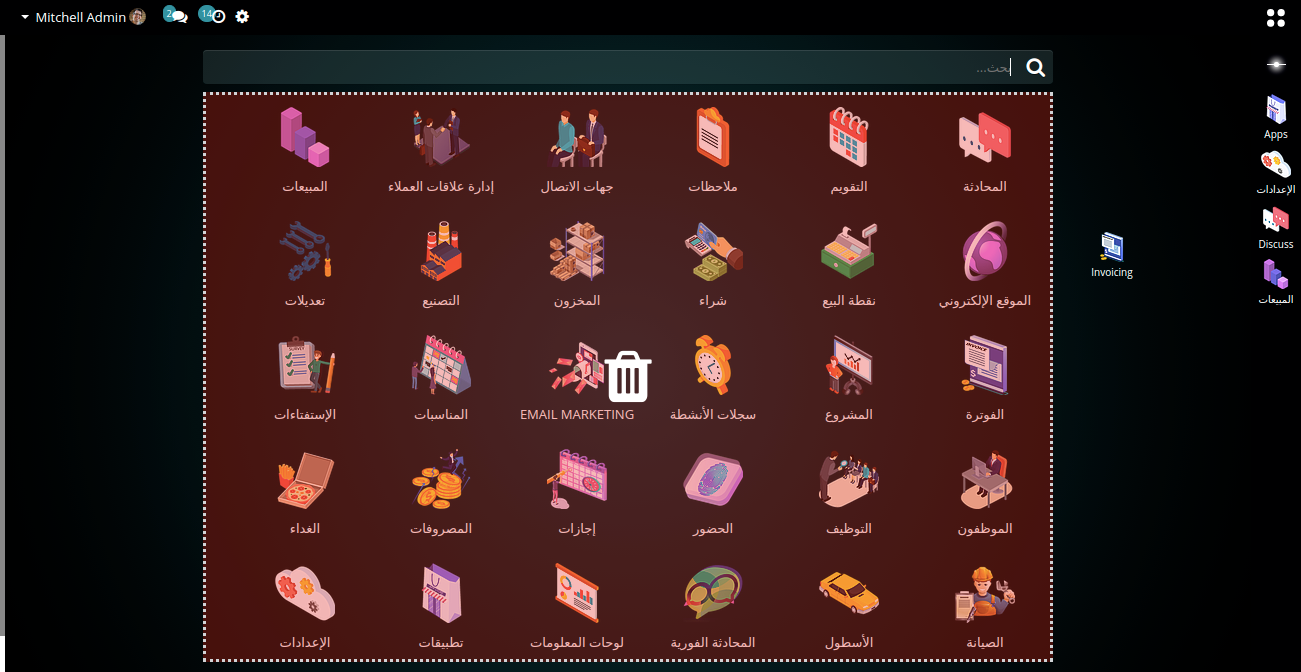 Mitchell Admin
2
14
بحث...
المحادثة
التقويم
ملاحظات
جهات الاتصال
إدارة علاقات العملاء
المبيعات
الموقع الإلكتروني
نقطة البيع
شراء
المخزون
التصنيع
تعديلات
الفوترة
المشروع
سجلات الأنشطة
EMAIL MARKETING
المناسبات
الإستفتاءات
الموظفون
التوظيف
الحضور
إجازات
المصروفات
الغداء
الصيانة
الأسطول
المحادثة الفورية
لوحات المعلومات
تطبيقات
الإعدادات
Invoicing
Apps
الإعدادات
Discuss
المبيعات